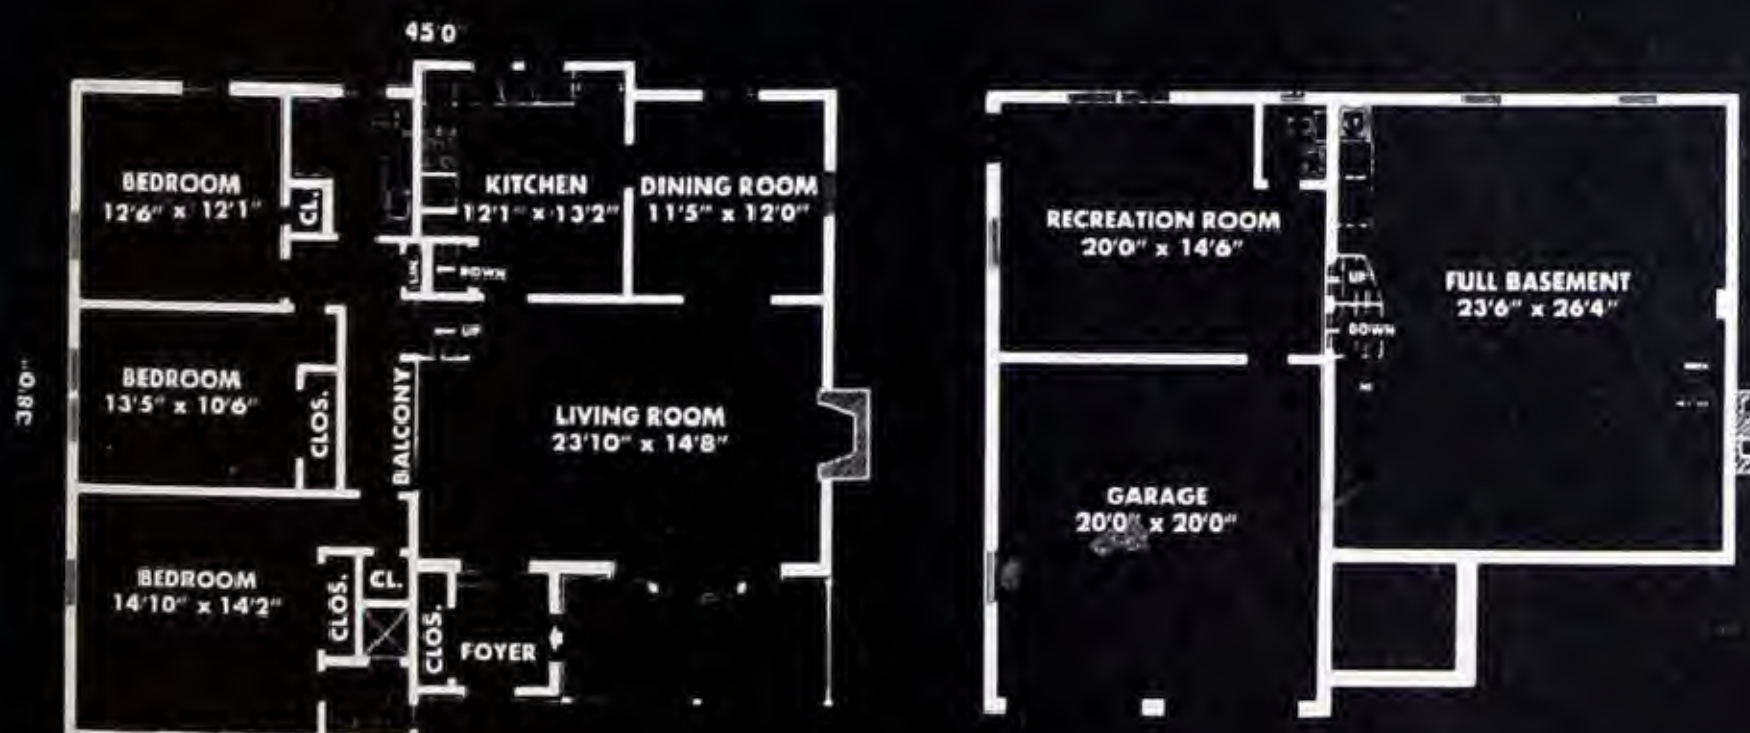 45'0"
38'0"
BEDROOM
12'6" x 12'1"
CL.
KITCHEN
12'1" x 13'2"
DINING ROOM
11'5" x 12'0"
LIN.
DOWN
UP
BEDROOM
13'5" x 10'6"
CLOS.
BALCONY
LIVING ROOM
23'10" x 14'8"
BEDROOM
14'10" x 14'2"
CLOS.
CL.
CLOS.
FOYER
RECREATION ROOM
20'0" x 14'6"
UP
DOWN
FULL BASEMENT
23'6" x 26'4"
GARAGE
20'0" x 20'0"